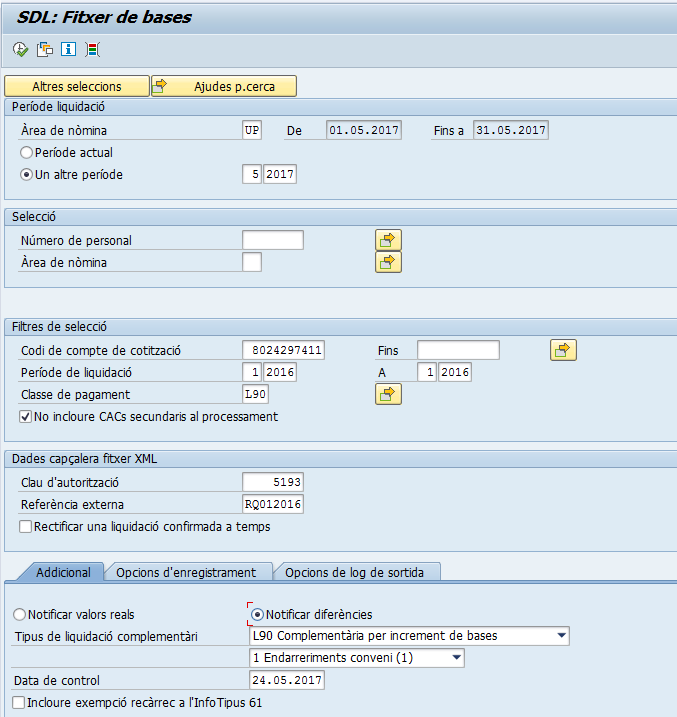 SDL: Fitxer de bases
Altres seleccions Ajudes p.cerca
Període liquidació
Àrea de nòmina UP De 01.05.2017 Fins a 31.05.2017
Període actual
Un altre període 5 2017
Selecció
Número de personal
Àrea de nòmina
Filtres de selecció
Codi de compte de cotització 8024297411 Fins
Període de liquidació 1 2016 A 1 2016
Classe de pagament L90
No incloure CACs secundaris al processament
Dades capçalera fitxer XML
Clau d'autorització 5193
Referència externa RQ012016
Rectificar una liquidació confirmada a temps
Addicional Opcions d'enregistrament Opcions de log de sortida
Notificar valors reals Notificar diferències
Tipus de liquidació complementàri L90 Complementària per increment de bases
1 Endarreriments conveni (1)
Data de control 24.05.2017
Incloure exempció recàrrec a l'InfoTipus 61